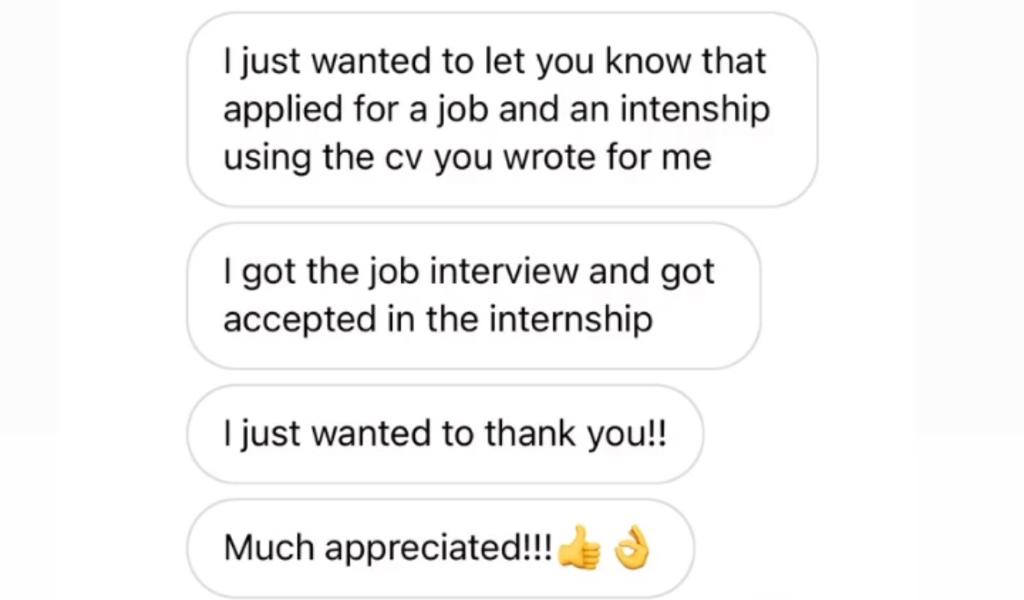 I just wanted to let you know that
applied for a job and an intenship
using the cv you wrote for me
I got the job interview and got
accepted in the internship
I just wanted to thank you!!
Much appreciated!!!👍👌